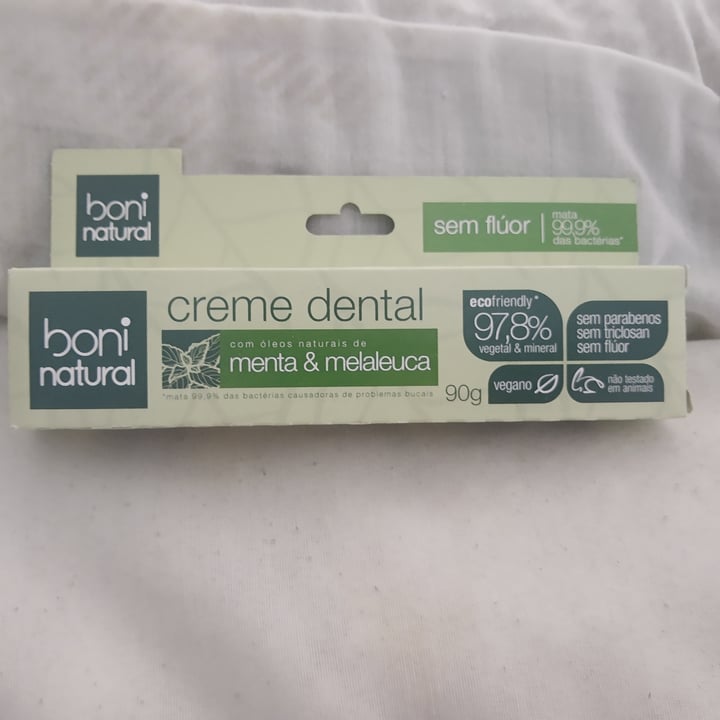 boni
natural
sem flúor
mata
99,9%
das bactérias*
boni
natural
creme dental
com óleos naturais de
menta & melaleuca
*mata 99,9% das bactérias causadoras de problemas bucais
90g
ecofriendly*
97,8%
vegetal & mineral
sem parabenos
sem triclosan
sem flúor
vegano
não testado
em animais